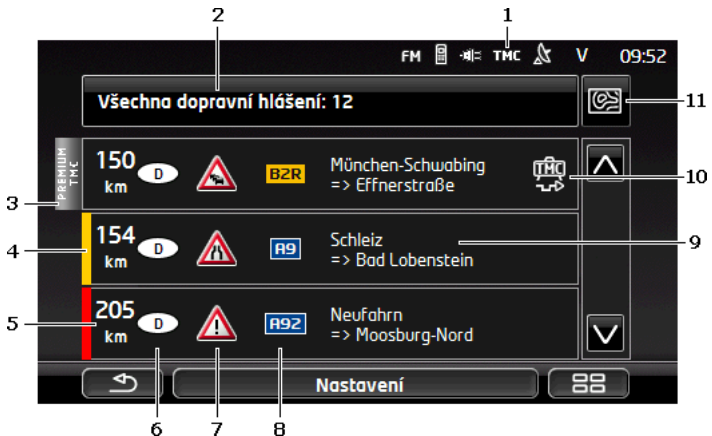 2
1
FM TMC V 09:52
Všechna dopravní hlášení: 12
11
PREMIUM
TMC
3
150
km
D
B2R
München-Schwabing
=> Effnerstraße
TMC
10
4
154
km
D
A9
Schleiz
=> Bad Lobenstein
9
5
205
km
D
A92
Neufahrn
=> Moosburg-Nord
Nastavení
6
7
8